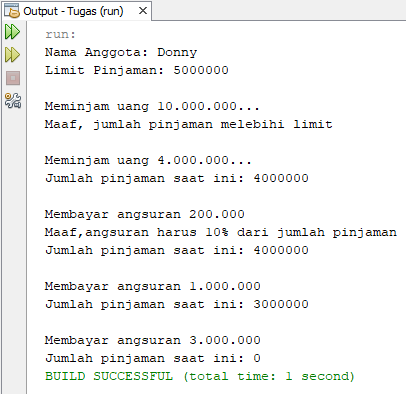 Output - Tugas (run)
run:
Nama Anggota: Donny
Limit Pinjaman: 5000000
Meminjam uang 10.000.000...
Maaf, jumlah pinjaman melebihi limit
Meminjam uang 4.000.000...
Jumlah pinjaman saat ini: 4000000
Membayar angsuran 200.000
Maaf,angsuran harus 10% dari jumlah pinjaman
Jumlah pinjaman saat ini: 4000000
Membayar angsuran 1.000.000
Jumlah pinjaman saat ini: 3000000
Membayar angsuran 3.000.000
Jumlah pinjaman saat ini: 0
BUILD SUCCESSFUL (total time: 1 second)